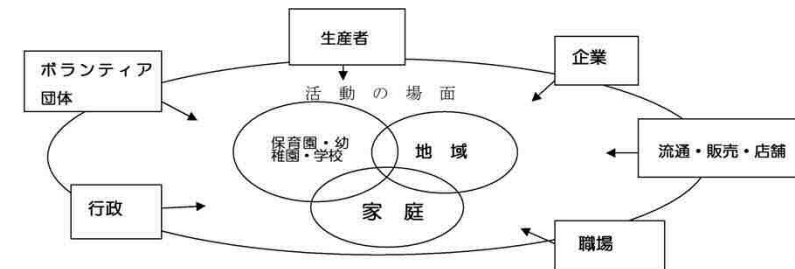 生産者
企業
ボランティア
団体
活動の場面
保育園・幼
稚園・学校
地域
流通・販売・店舗
家庭
行政
職場